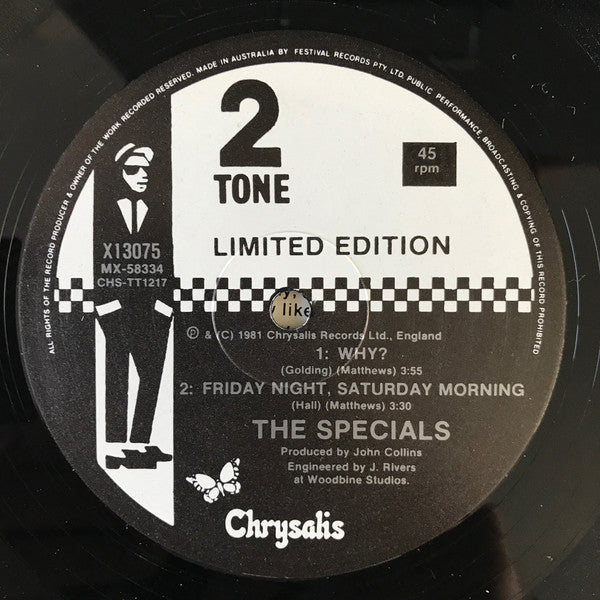 ALL RIGHTS OF THE RECORD PRODUCER & OWNER OF THE WORK RECORDED RESERVED. MADE IN AUSTRALIA BY FESTIVAL RECORDS PTY. LTD. PUBLIC PERFORMANCE, BROADCASTING & COPYING OF THIS RECORD PROHIBITED
2
TONE
45
rpm
LIMITED EDITION
X13075
MX-58334
CHS-TT1217
like
℗ & (C) 1981 Chrysalis Records Ltd., England
1: WHY?
(Golding) (Matthews) 3:55
2: FRIDAY NIGHT, SATURDAY MORNING
(Hall) (Matthews) 3:30
THE SPECIALS
Produced by John Collins
Engineered by J. Rivers
at Woodbine Studios.
Chrysalis